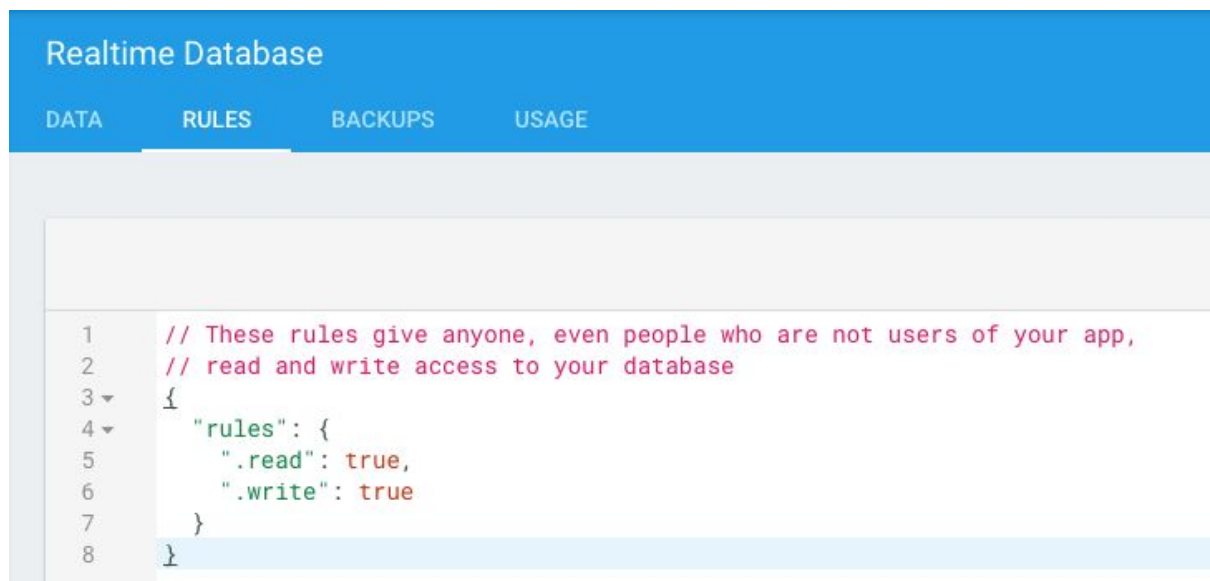 Realtime Database
DATA RULES BACKUPS USAGE
1 // These rules give anyone, even people who are not users of your app,
2 // read and write access to your database
3 {
4 "rules": {
5 ".read": true,
6 ".write": true
7 }
8 }